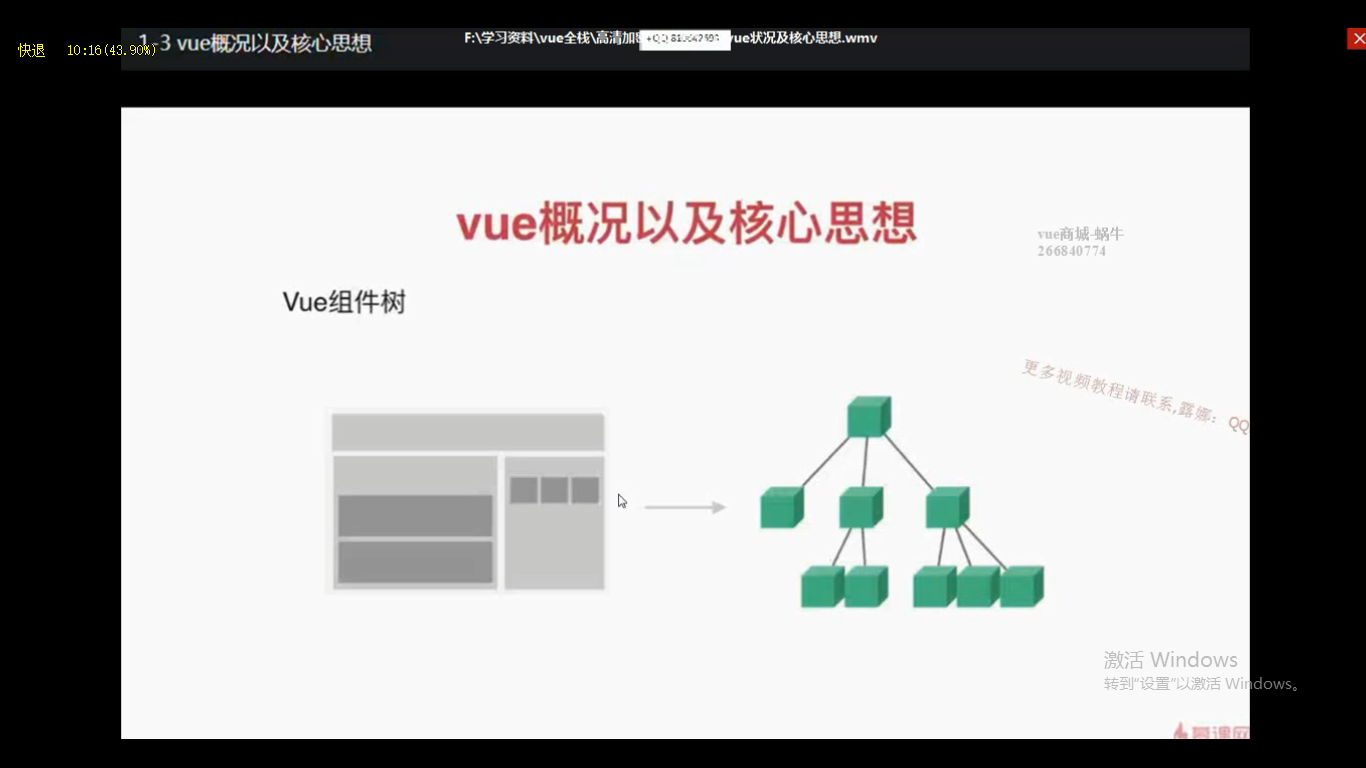 快退 10:16(43.90%)
1-3 vue概况以及核心思想
F:\学习资料\vue全栈\高清加密
vue状况及核心思想.wmv
vue概况以及核心思想
vue商城-蜗牛
266840774
Vue组件树
更多视频教程请联系,露娜：QQ
激活 Windows
转到"设置"以激活 Windows。
慕课网